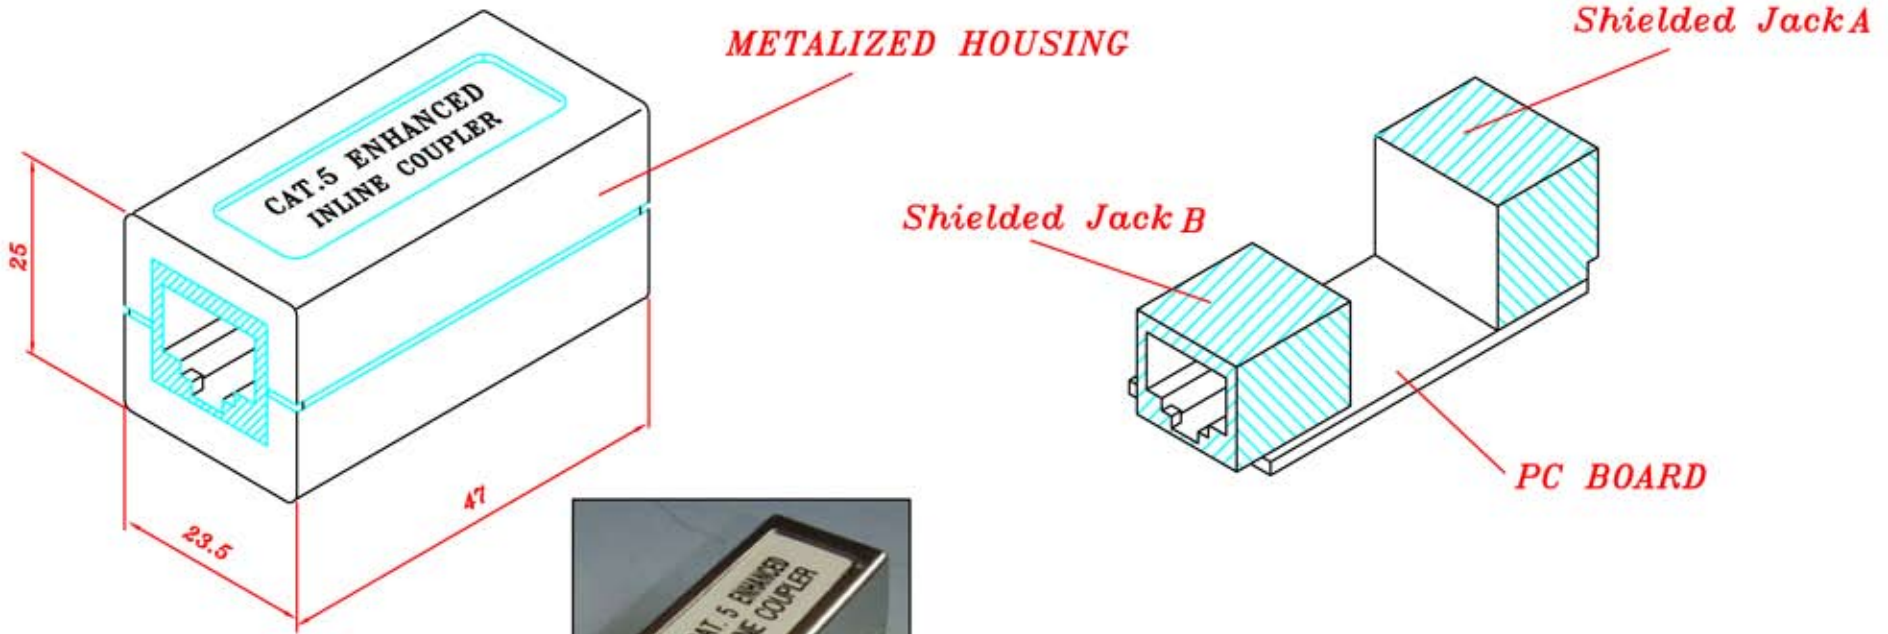 METALIZED HOUSING
CAT.5 ENHANCED
INLINE COUPLER
25
23.5
47
Shielded Jack A
Shielded Jack B
PC BOARD
5 ENHANCED
COUPLER